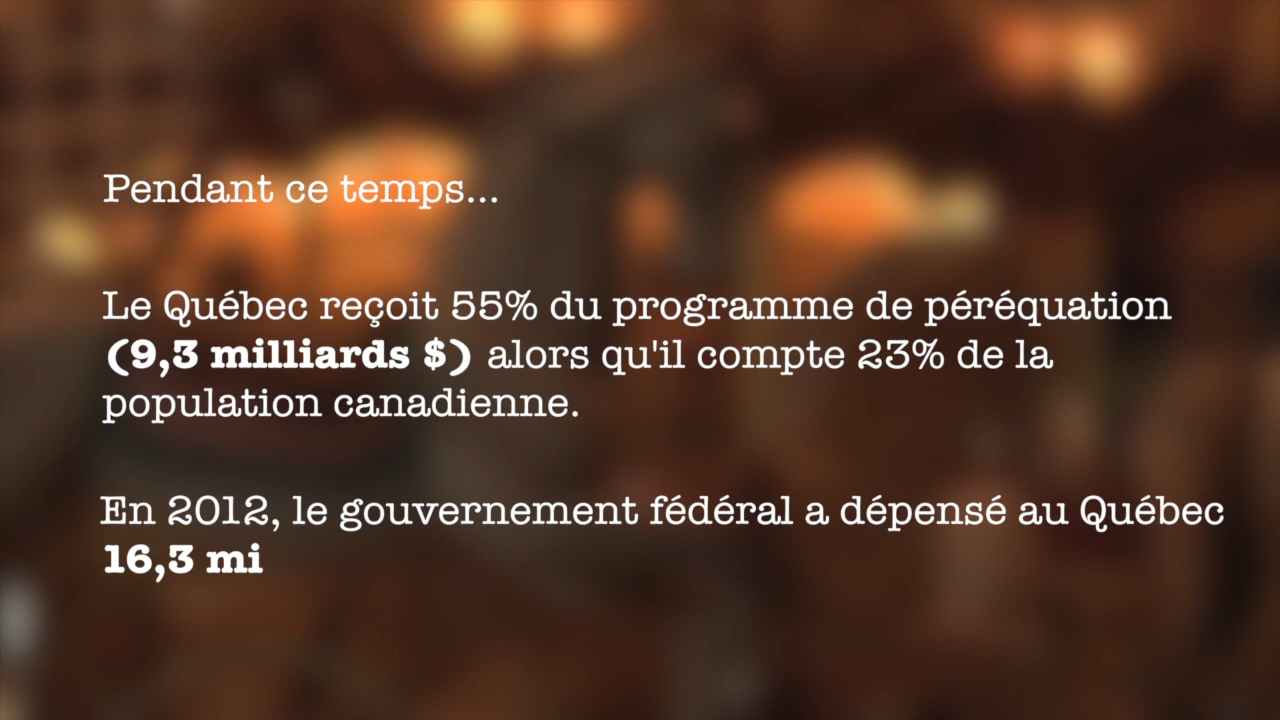 Pendant ce temps...
Le Québec reçoit 55% du programme de péréquation
(9,3 milliards $) alors qu'il compte 23% de la
population canadienne.
En 2012, le gouvernement fédéral a dépensé au Québec
16,3 mi